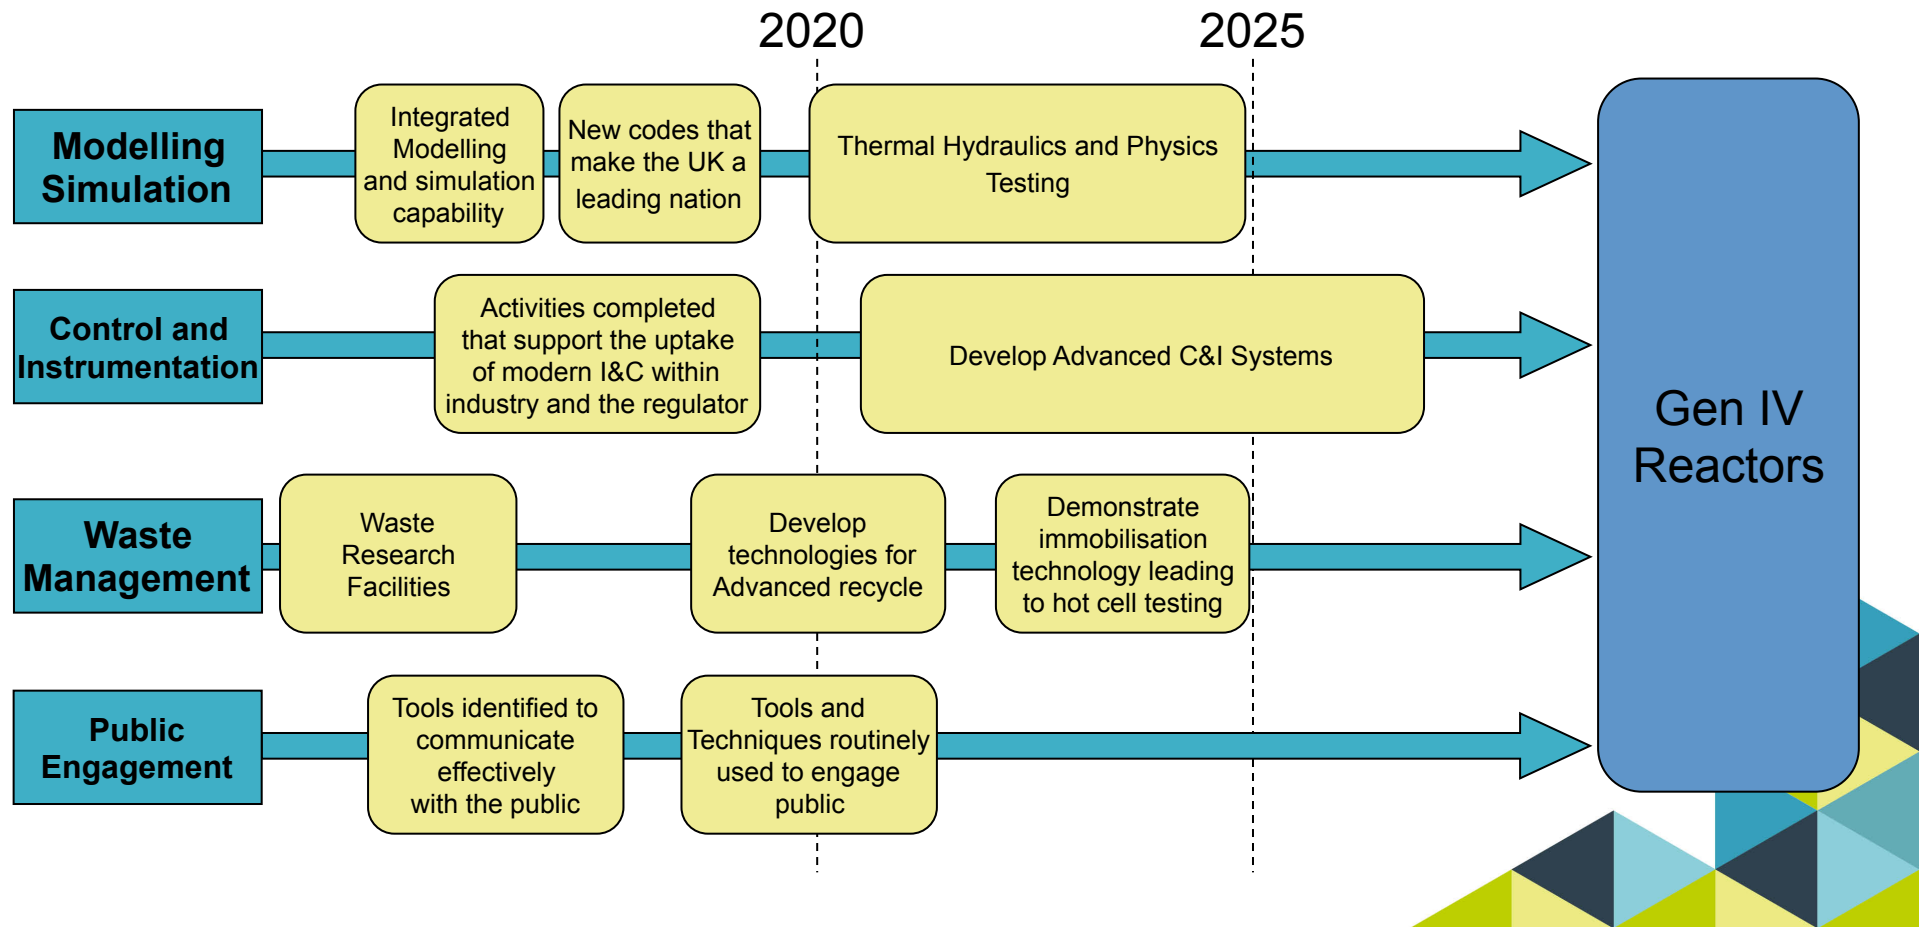 2020
2025
Modelling
Simulation
Integrated
Modelling
and simulation
capability
New codes that
make the UK a
leading nation
Thermal Hydraulics and Physics
Testing
Control and
Instrumentation
Activities completed
that support the uptake
of modern I&C within
industry and the regulator
Develop Advanced C&I Systems
Waste
Management
Waste
Research
Facilities
Develop
technologies for
Advanced recycle
Demonstrate
immobilisation
technology leading
to hot cell testing
Public
Engagement
Tools identified to
communicate
effectively
with the public
Tools and
Techniques routinely
used to engage
public
Gen IV
Reactors